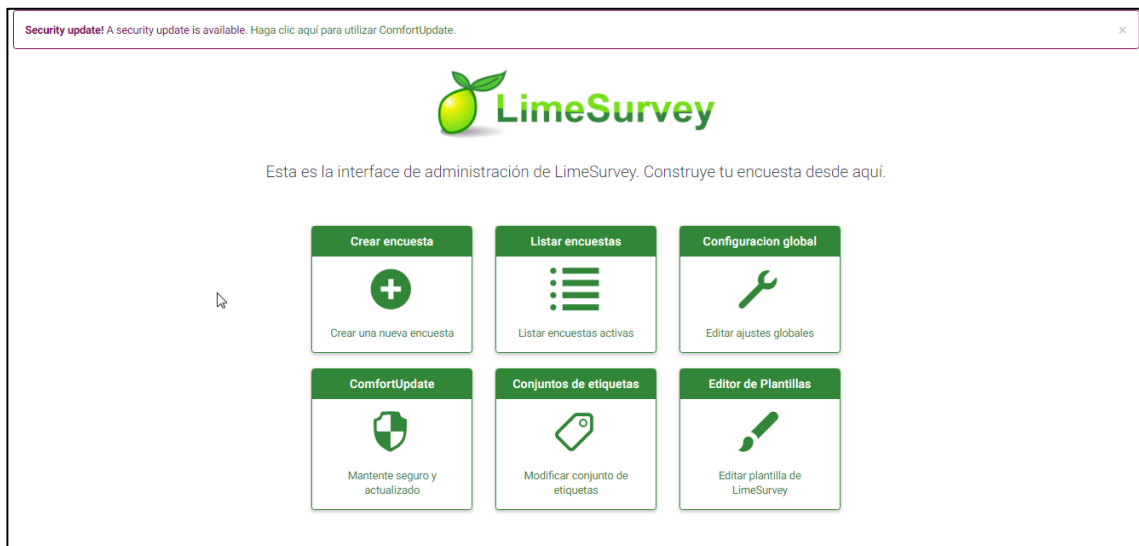 Security update! A security update is available. Haga clic aquí para utilizar ComfortUpdate.
×
LimeSurvey
Esta es la interface de administración de LimeSurvey. Construye tu encuesta desde aquí.
Crear encuesta
Crear una nueva encuesta
Listar encuestas
Listar encuestas activas
Configuracion global
Editar ajustes globales
ComfortUpdate
Mantente seguro y
actualizado
Conjuntos de etiquetas
Modificar conjunto de
etiquetas
Editor de Plantillas
Editar plantilla de
LimeSurvey